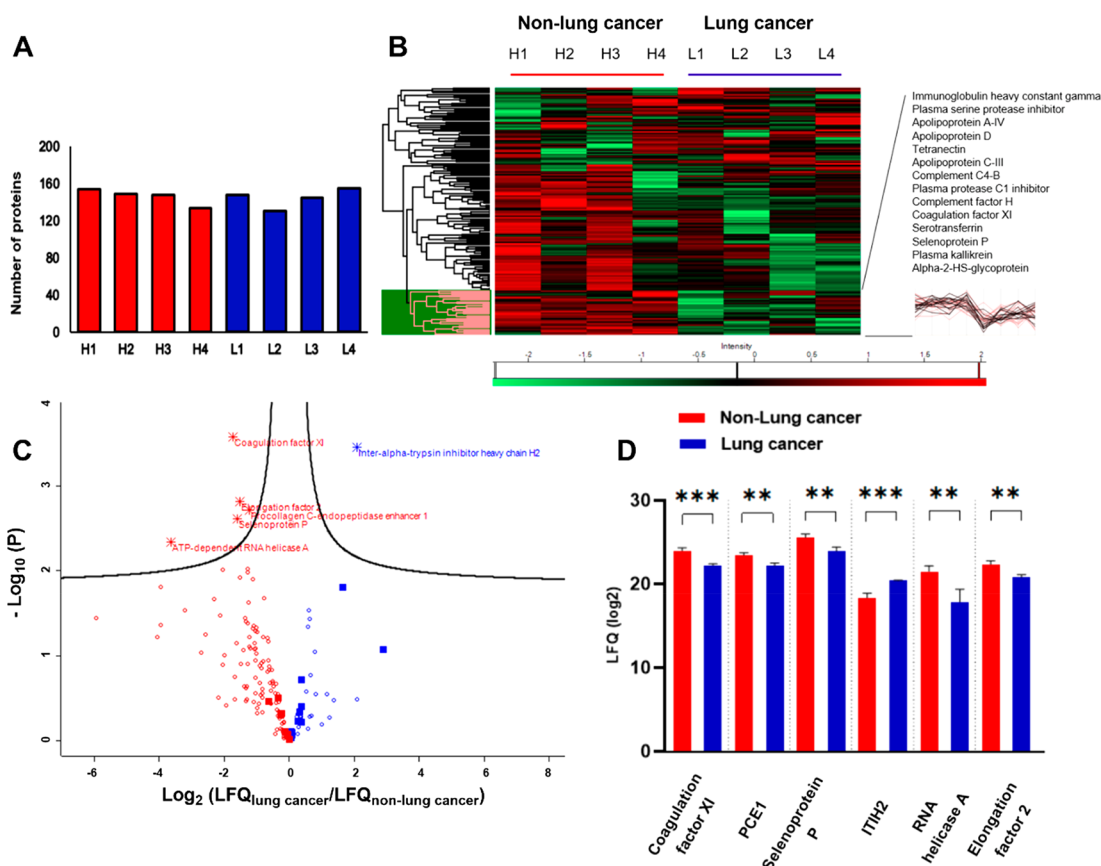 A
Number of proteins
200
160
120
80
40
0
H1 H2 H3 H4 L1 L2 L3 L4
B
Non-lung cancer Lung cancer
H1 H2 H3 H4 L1 L2 L3 L4
Immunoglobulin heavy constant gamma
Plasma serine protease inhibitor
Apolipoprotein A-IV
Apolipoprotein D
Tetranectin
Apolipoprotein C-III
Complement C4-B
Plasma protease C1 inhibitor
Complement factor H
Coagulation factor XI
Serotransferrin
Selenoprotein P
Plasma kallikrein
Alpha-2-HS-glycoprotein
Intensity
-2 -1.5 -1 -0.5 0 0.5 1 1.5 2
C
- Log10 (P)
4
3
2
1
0
Coagulation factor XI
Inter-alpha-trypsin inhibitor heavy chain H2
Elongation factor 2
Procollagen C-endopeptidase enhancer 1
Selenoprotein P
ATP-dependent RNA helicase A
-6 -4 -2 0 2 4 6 8
Log2 (LFQlung cancer/LFQnon-lung cancer)
Non-Lung cancer
Lung cancer
D
LFQ (log2)
30
20
10
0
*** ** ** *** ** **
Coagulation
factor XI
PCE1
Selenoprotein
P
ITIH2
RNA
helicase A
Elongation
factor 2